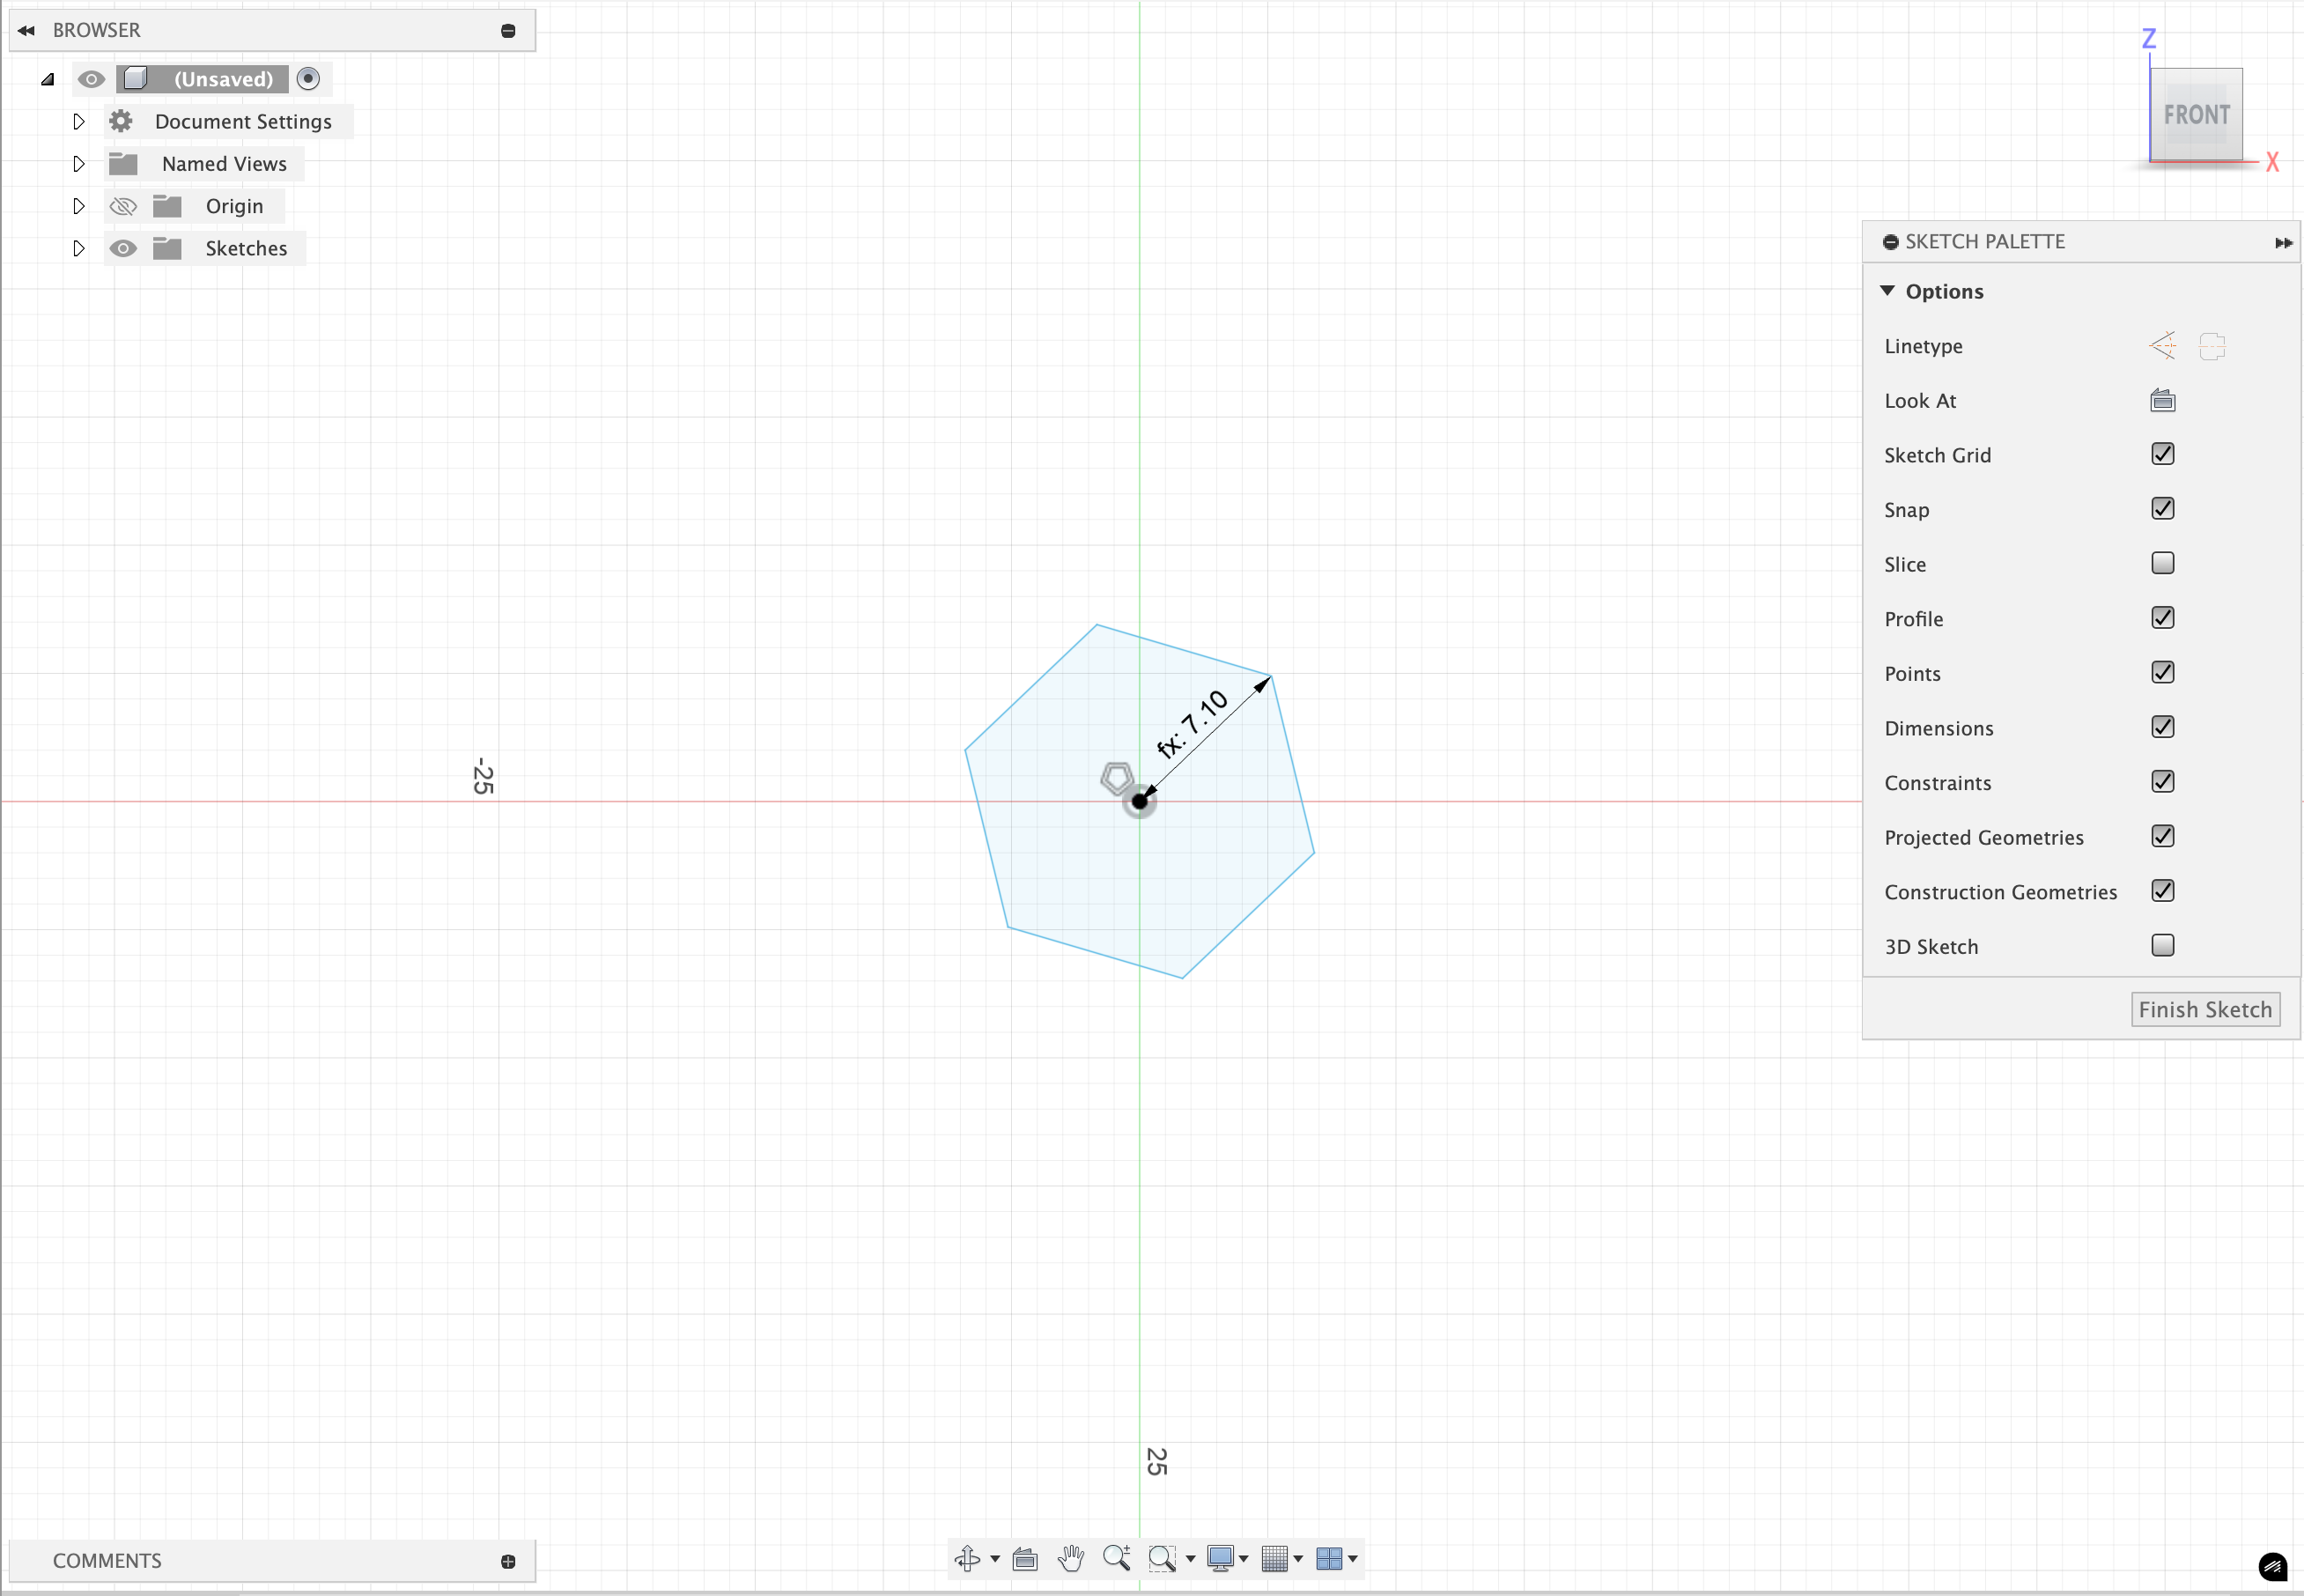 BROWSER
(Unsaved)
Document Settings
Named Views
Origin
Sketches
Z
FRONT
X
SKETCH PALETTE
Options
Linetype
Look At
Sketch Grid
Snap
Slice
Profile
Points
Dimensions
Constraints
Projected Geometries
Construction Geometries
3D Sketch
Finish Sketch
fx: 7.10
-25
25
COMMENTS